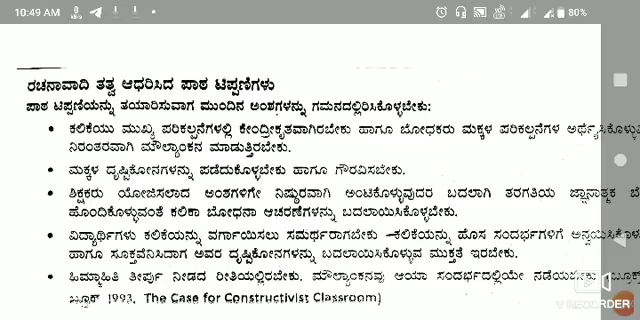 10:49 AM
80%
ರಚನಾವಾದಿ ತತ್ವ ಆಧರಿಸಿದ ಪಾಠ ಟಿಪ್ಪಣಿಗಳು
ಪಾಠ ಟಿಪ್ಪಣಿಯನ್ನು ತಯಾರಿಸುವಾಗ ಮುಂದಿನ ಅಂಶಗಳನ್ನು ಗಮನದಲ್ಲಿರಿಸಿಕೊಳ್ಳಬೇಕು:
• ಕಲಿಕೆಯು ಮುಖ್ಯ ಪರಿಕಲ್ಪನೆಗಳಲ್ಲಿ ಕೇಂದ್ರೀಕೃತವಾಗಿರಬೇಕು ಹಾಗೂ ಬೋಧಕರು ಮಕ್ಕಳ ಪರಿಕಲ್ಪನೆಗಳ
ನಿರಂತರವಾಗಿ ಮೌಲ್ಯಾಂಕನ ಮಾಡುತ್ತಿರಬೇಕು.
• ಮಕ್ಕಳ ದೃಷ್ಟಿಕೋನಗಳನ್ನು ಪಡೆದುಕೊಳ್ಳಬೇಕು ಹಾಗೂ ಗೌರವಿಸಬೇಕು.
• ಶಿಕ್ಷಕರು ಯೋಜಿಸಲಾದ ಅಂಶಗಳಿಗೇ ನಿಷ್ಠುರವಾಗಿ ಅಂಟಿಕೊಳ್ಳುವುದರ ಬದಲಾಗಿ ತರಗತಿಯ ಜ್ಞಾನಾತ್ಮಕ
ಹೊಂದಿಕೊಳ್ಳುವಂತೆ ಕಲಿಕಾ ಬೋಧನಾ ಆಚರಣೆಗಳನ್ನು ಬದಲಾಯಿಸಿಕೊಳ್ಳಬೇಕು.
• ವಿದ್ಯಾರ್ಥಿಗಳು ಕಲಿಕೆಯನ್ನು ವರ್ಗಾಯಿಸಲು ಸಮರ್ಥರಾಗಬೇಕು –ಕಲಿಕೆಯನ್ನು ಹೊಸ ಸಂದರ್ಭಗಳಿಗೆ
ಹಾಗೂ ಸೂಕ್ತವೆನಿಸಿದಾಗ ಅವರ ದೃಷ್ಟಿಕೋನಗಳನ್ನು ಬದಲಾಯಿಸಿಕೊಳ್ಳುವ ಮುಕ್ತತೆ ಇರಬೇಕು.
• ಹಿಮ್ಮಾಹಿತಿ ತೀರ್ಪು ನೀಡದ ರೀತಿಯಲ್ಲಿರಬೇಕು. ಮೌಲ್ಯಾಂಕನವು ಆಯಾ ಸಂದರ್ಭದಲ್ಲಿಯೇ
ಬ್ರೂಕ್ 1993, The Case for Constructivist Classroom)
RECORDER